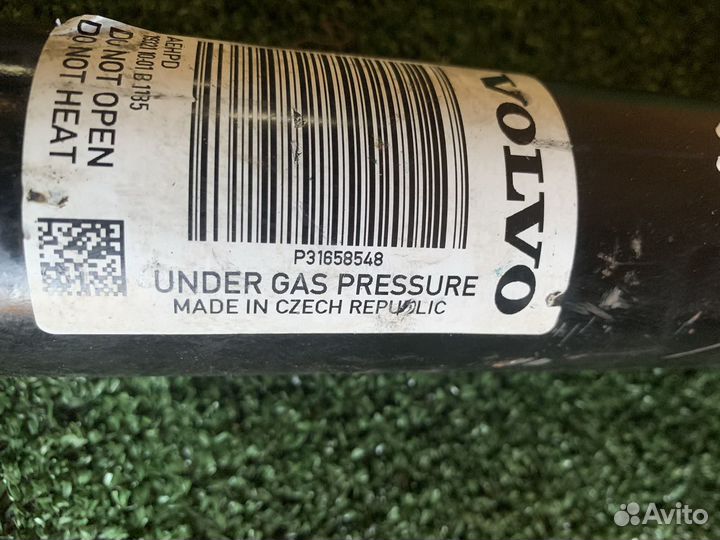 VOLVO
AEHPD
DO NOT OPEN
DO NOT HEAT
P31658548
UNDER GAS PRESSURE
MADE IN CZECH REPUBLIC
Avito